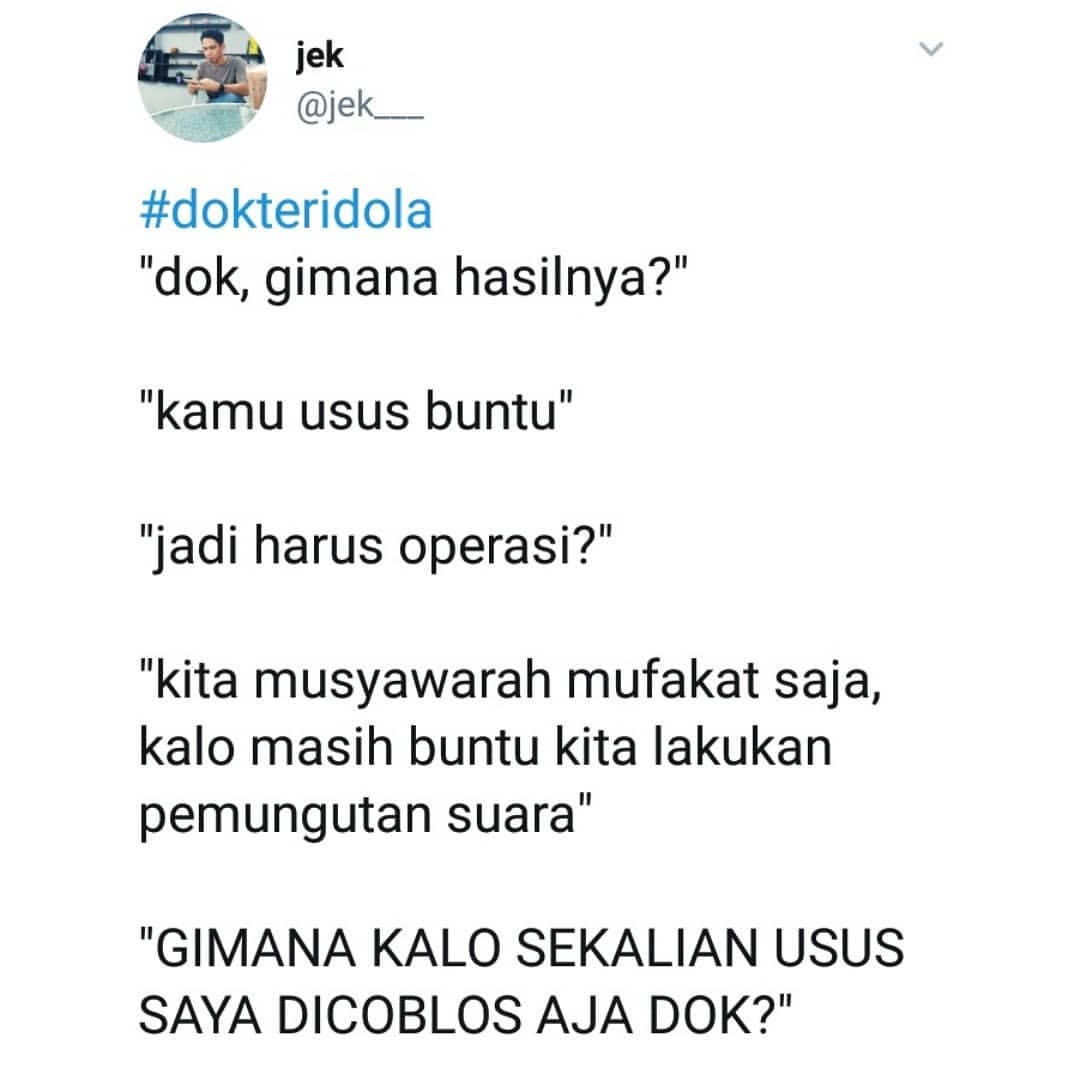 jek
@jek___
#dokteridola
"dok, gimana hasilnya?"
"kamu usus buntu"
"jadi harus operasi?"
"kita musyawarah mufakat saja,
kalo masih buntu kita lakukan
pemungutan suara"
"GIMANA KALO SEKALIAN USUS
SAYA DICOBLOS AJA DOK?"